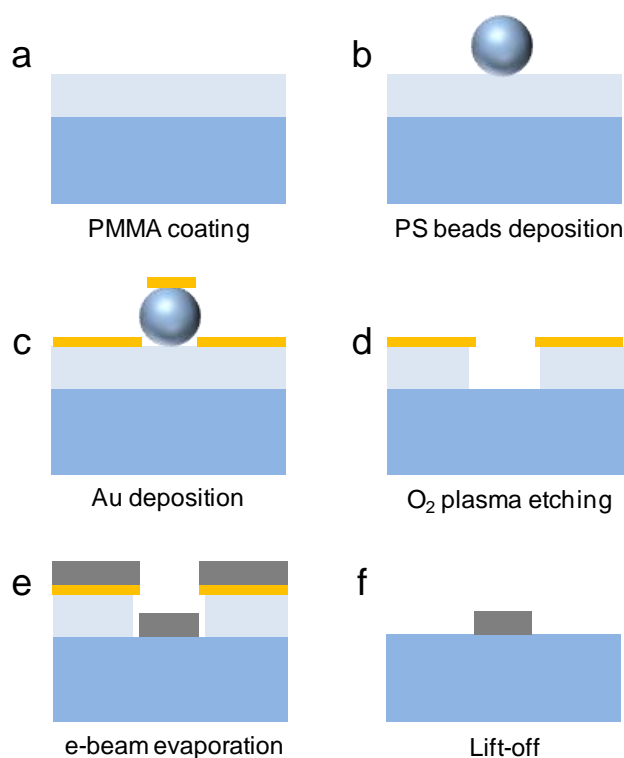 a
b
PMMA coating
PS beads deposition
c
d
Au deposition
O₂ plasma etching
e
f
e-beam evaporation
Lift-off